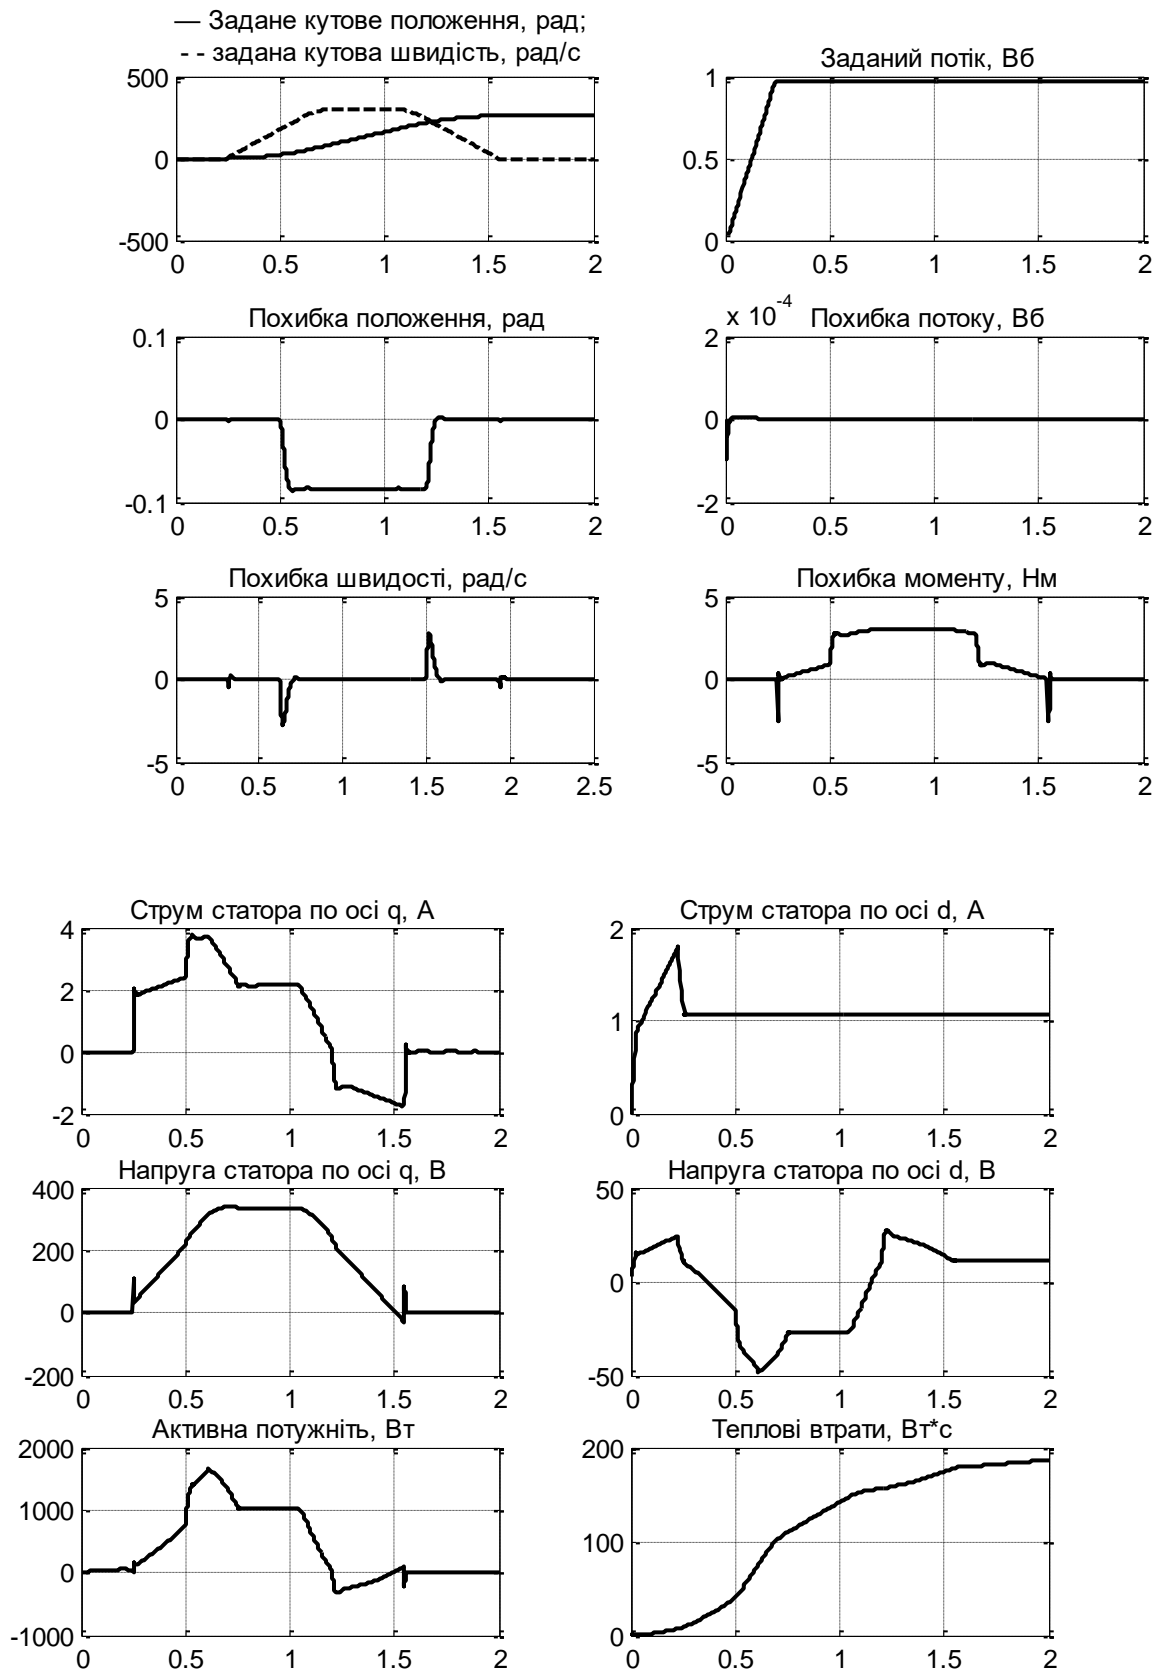 — Задане кутове положення, рад;
- - задана кутова швидість, рад/с
500
0
-500
0 0.5 1 1.5 2
Заданий потік, Вб
1
0.5
0
0 0.5 1 1.5 2
Похибка положення, рад
0.1
0
-0.1
0 0.5 1 1.5 2
x 10-4 Похибка потоку, Вб
2
0
-2
0 0.5 1 1.5 2
Похибка швидості, рад/с
5
0
-5
0 0.5 1 1.5 2 2.5
Похибка моменту, Нм
5
0
-5
0 0.5 1 1.5 2
Струм статора по осі q, А
4
2
0
-2
0 0.5 1 1.5 2
Струм статора по осі d, А
2
1
0
0 0.5 1 1.5 2
Напруга статора по осі q, В
400
200
0
-200
0 0.5 1 1.5 2
Напруга статора по осі d, В
50
0
-50
0 0.5 1 1.5 2
Активна потужніть, Вт
2000
1000
0
-1000
0 0.5 1 1.5 2
Теплові втрати, Вт*с
200
100
0
0 0.5 1 1.5 2